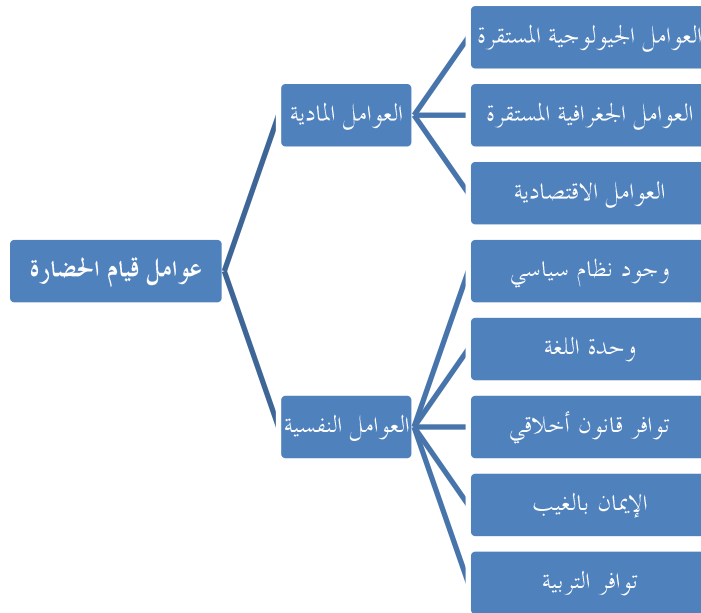 عوامل قيام الحضارة
العوامل المادية
العوامل الجيولوجية المستقرة
العوامل الجغرافية المستقرة
العوامل الاقتصادية
العوامل النفسية
وجود نظام سياسي
وحدة اللغة
توافر قانون أخلاقي
الإيمان بالغيب
توافر التربية